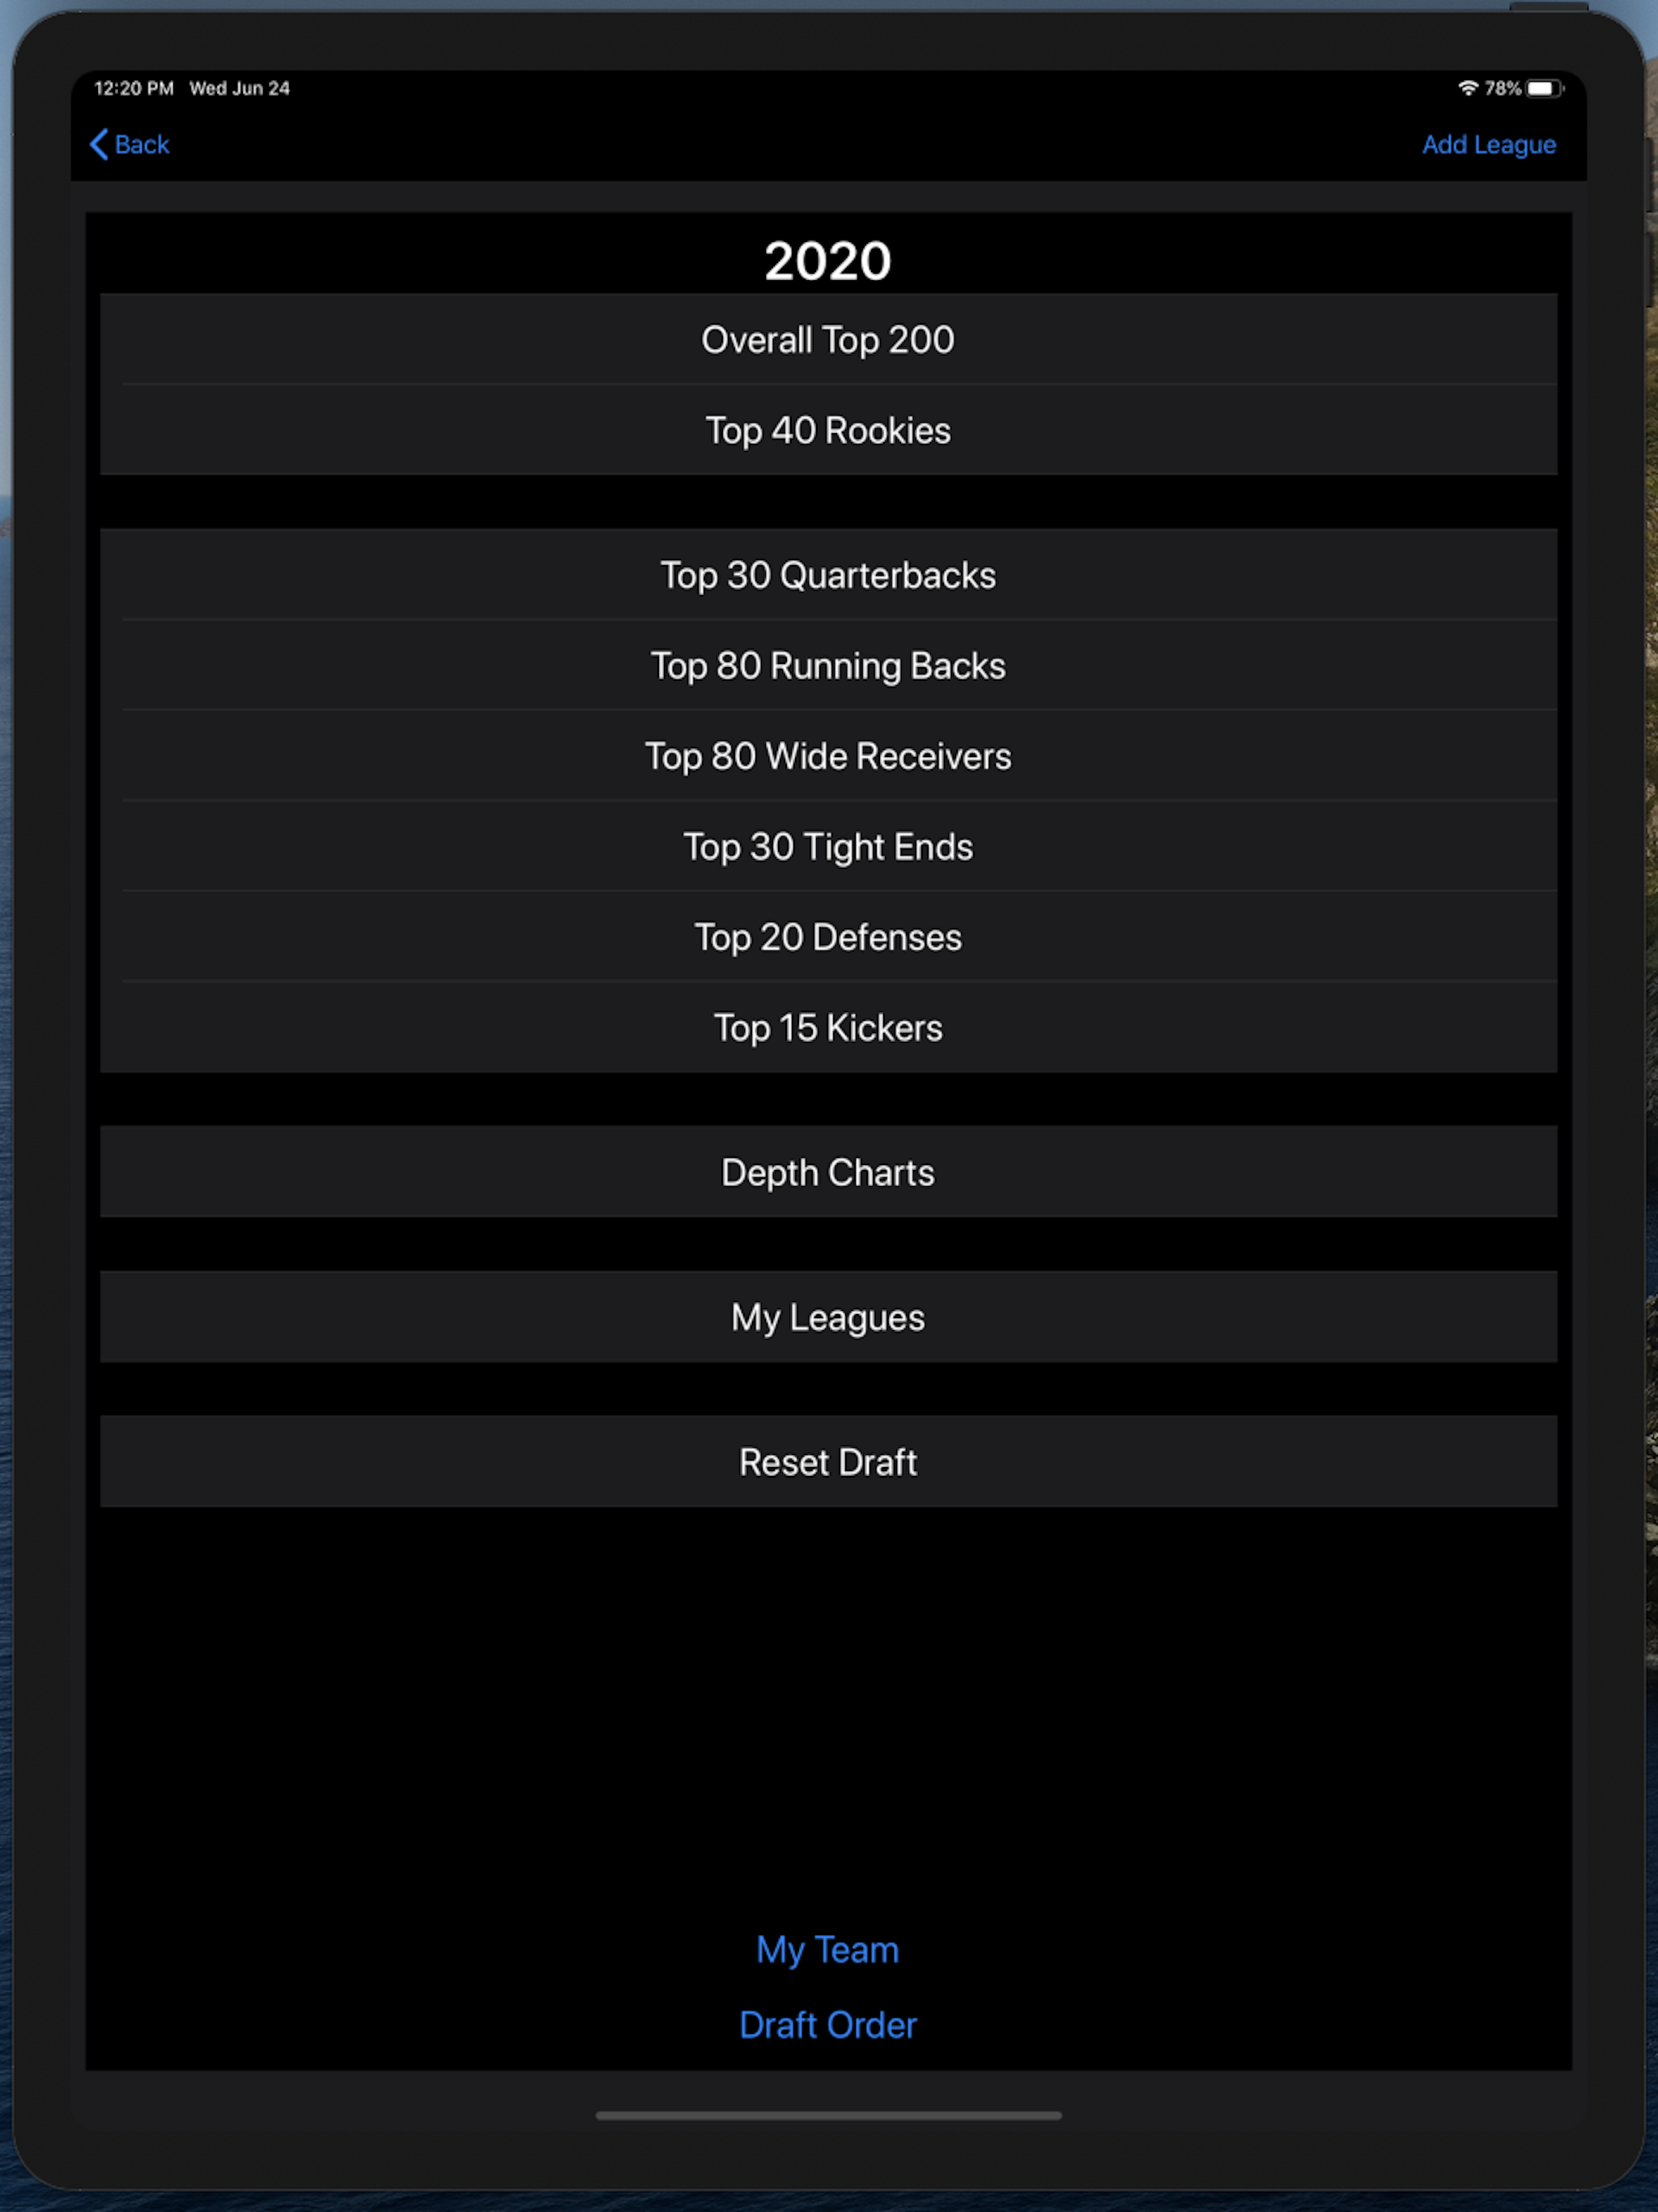 12:20 PM Wed Jun 24 78%
Back Add League
2020
Overall Top 200
Top 40 Rookies
Top 30 Quarterbacks
Top 80 Running Backs
Top 80 Wide Receivers
Top 30 Tight Ends
Top 20 Defenses
Top 15 Kickers
Depth Charts
My Leagues
Reset Draft
My Team
Draft Order